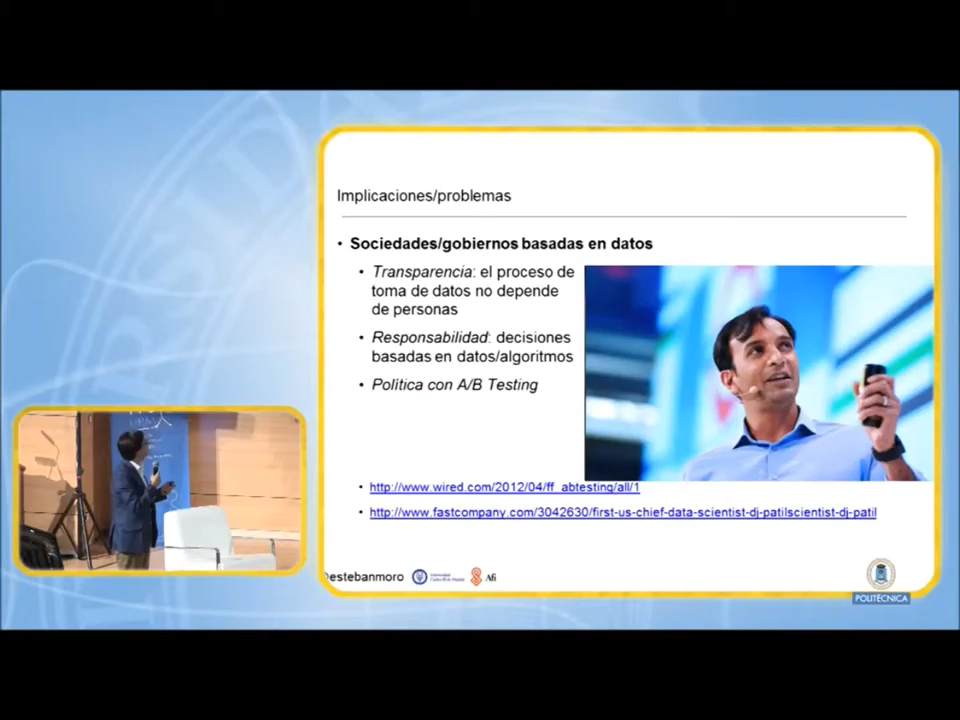 Implicaciones/problemas
• Sociedades/gobiernos basadas en datos
• Transparencia: el proceso de
toma de datos no depende
de personas
• Responsabilidad: decisiones
basadas en datos/algoritmos
• Política con A/B Testing
• http://www.wired.com/2012/04/ff_abtesting/all/1
• http://www.fastcompany.com/3042630/first-us-chief-data-scientist-dj-patilscientist-dj-patil
@estebanmoro
Afi
POLITÉCNICA